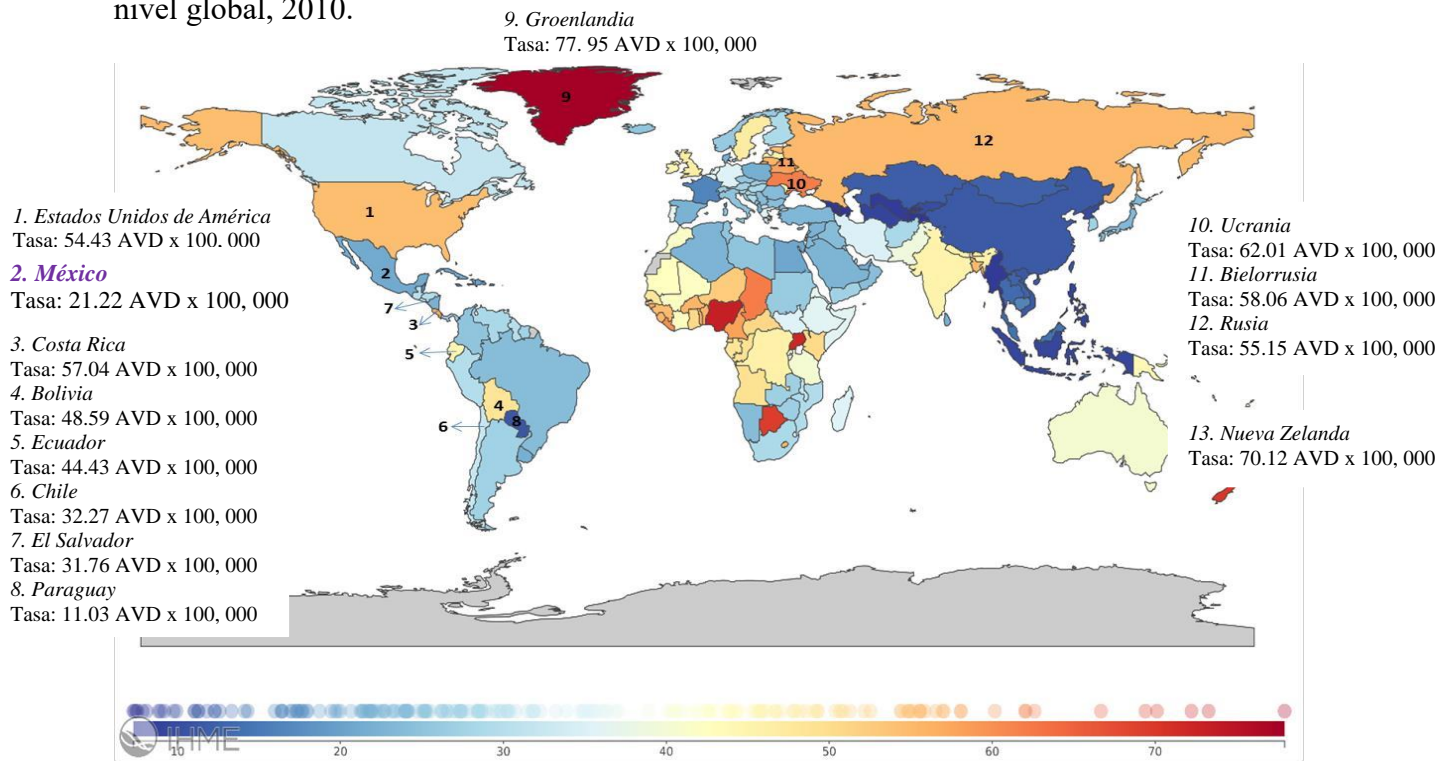 nivel global, 2010.
9. Groenlandia
Tasa: 77. 95 AVD x 100, 000
9
12
11
10
1
2
7
3
5
4
8
6
1. Estados Unidos de América
Tasa: 54.43 AVD x 100. 000
2. México
Tasa: 21.22 AVD x 100, 000
3. Costa Rica
Tasa: 57.04 AVD x 100, 000
4. Bolivia
Tasa: 48.59 AVD x 100, 000
5. Ecuador
Tasa: 44.43 AVD x 100, 000
6. Chile
Tasa: 32.27 AVD x 100, 000
7. El Salvador
Tasa: 31.76 AVD x 100, 000
8. Paraguay
Tasa: 11.03 AVD x 100, 000
10. Ucrania
Tasa: 62.01 AVD x 100, 000
11. Bielorrusia
Tasa: 58.06 AVD x 100, 000
12. Rusia
Tasa: 55.15 AVD x 100, 000
13. Nueva Zelanda
Tasa: 70.12 AVD x 100, 000
IHME
10 20 30 40 50 60 70